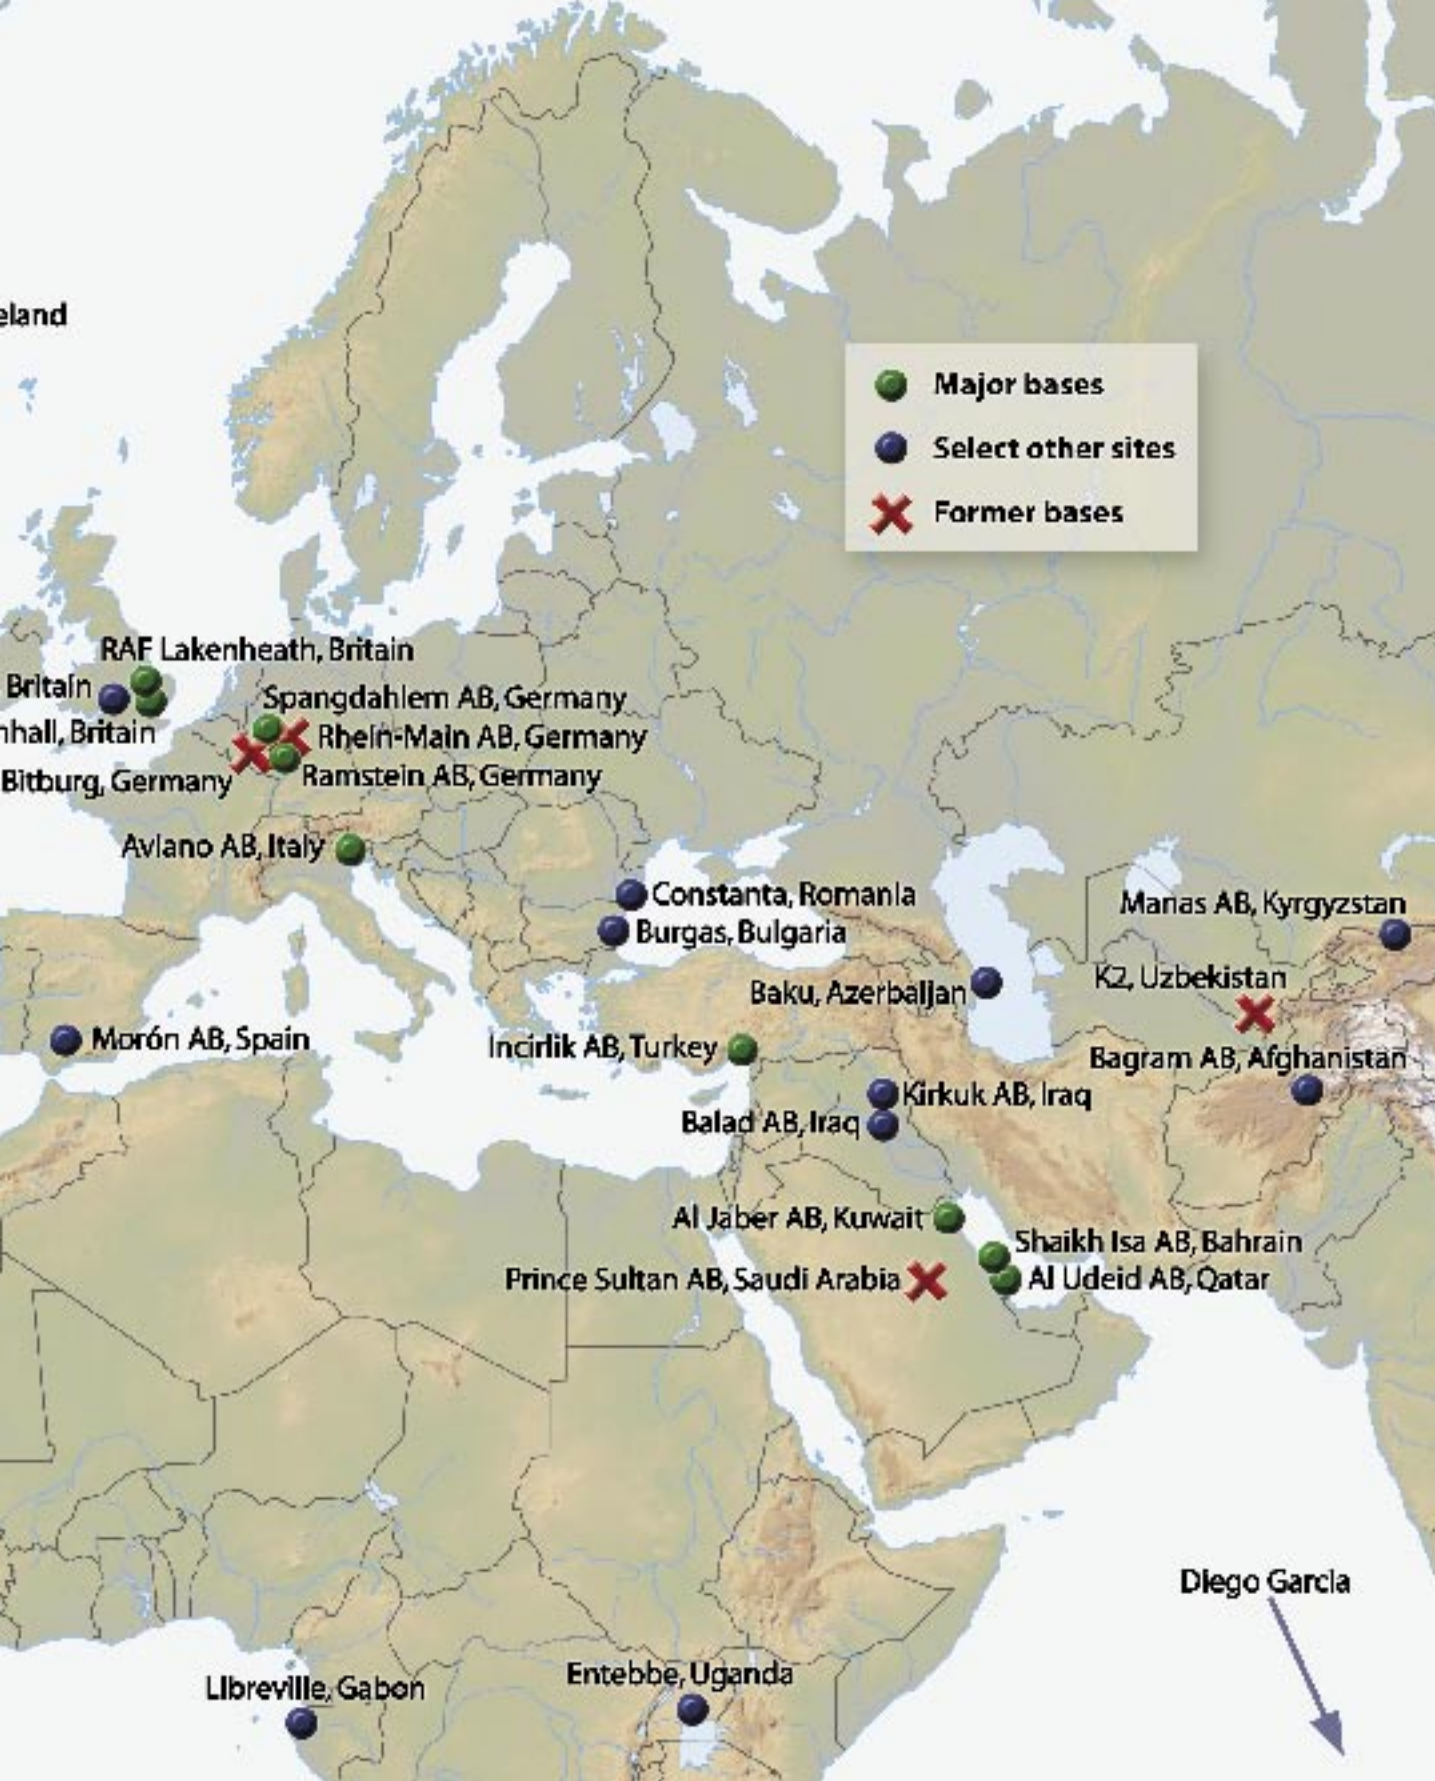 eland
Major bases
Select other sites
Former bases
RAF Lakenheath, Britain
Britain
nhall, Britain
Spangdahlem AB, Germany
Rhein-Main AB, Germany
Bitburg, Germany
Ramstein AB, Germany
Aviano AB, Italy
Constanta, Romania
Burgas, Bulgaria
Manas AB, Kyrgyzstan
K2, Uzbekistan
Baku, Azerbaijan
Morón AB, Spain
Incirlik AB, Turkey
Bagram AB, Afghanistan
Kirkuk AB, Iraq
Balad AB, Iraq
Al Jaber AB, Kuwait
Shaikh Isa AB, Bahrain
Prince Sultan AB, Saudi Arabia
Al Udeid AB, Qatar
Diego Garcia
Libreville, Gabon
Entebbe, Uganda